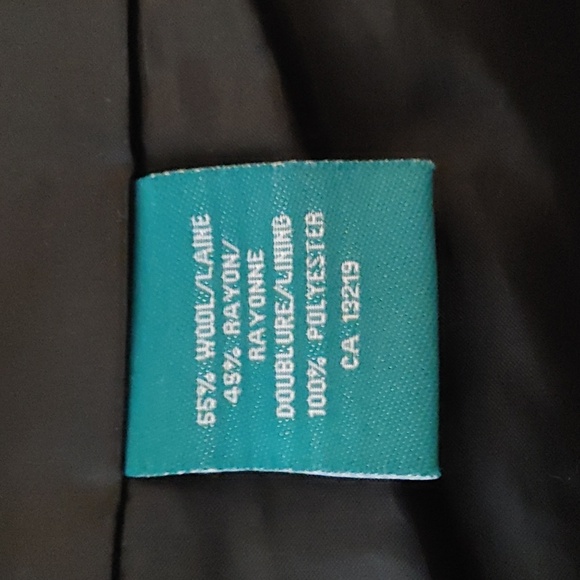 55% WOOL/LAINE
45% RAYON/
RAYONNE
DOUBLURE/LINING
100% POLYESTER
CA 13219